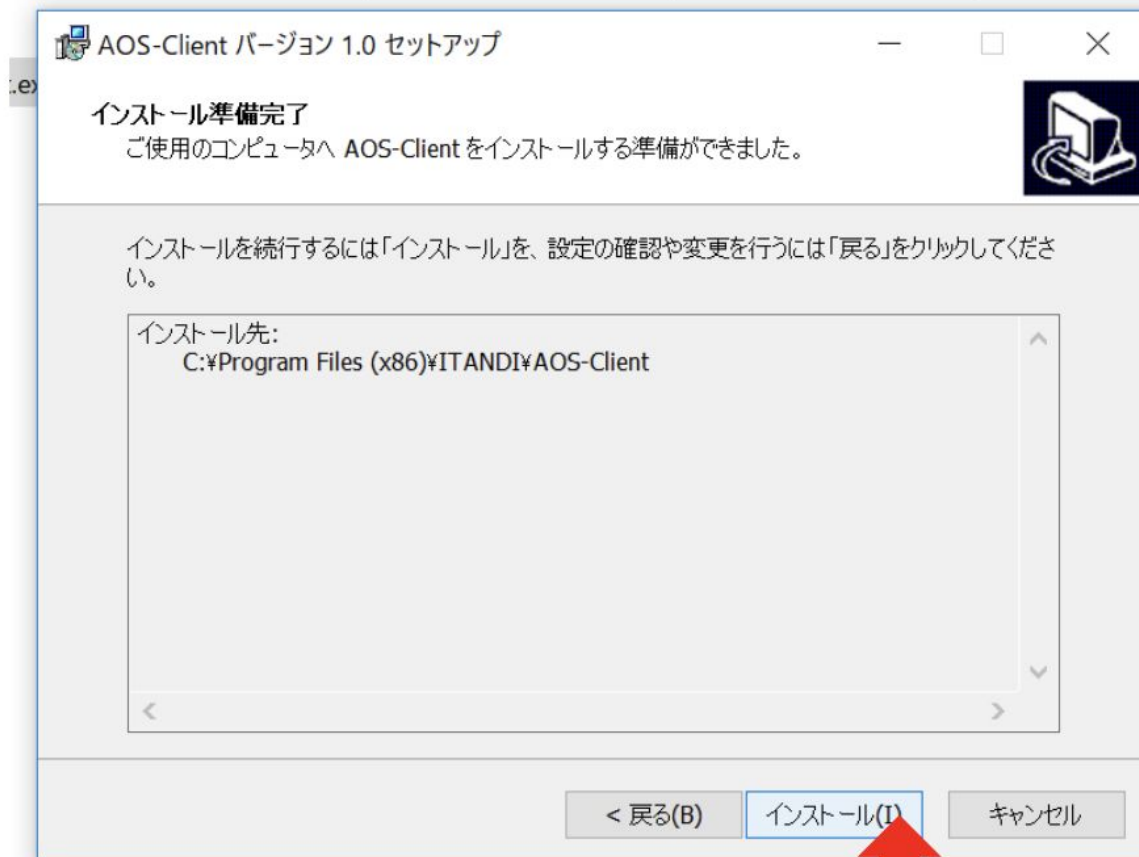 AOS-Client バージョン 1.0 セットアップ
.ex
インストール準備完了
ご使用のコンピュータへ AOS-Client をインストールする準備ができました。
インストールを続行するには「インストール」を、設定の確認や変更を行うには「戻る」をクリックしてくださ
い。
インストール先:
C:¥Program Files (x86)¥ITANDI¥AOS-Client
< 戻る(B)
インストール(I)
キャンセル